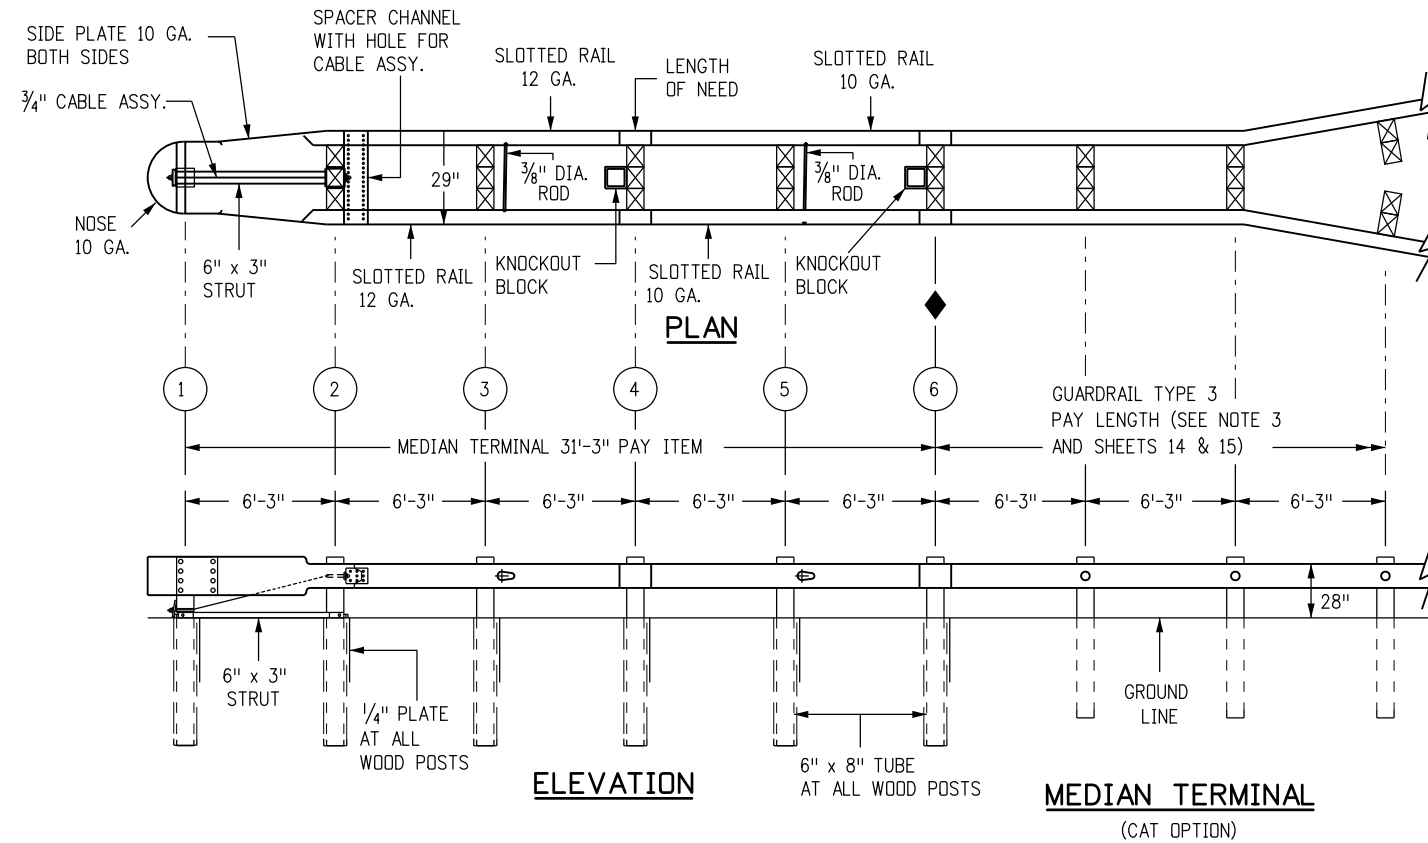 SIDE PLATE 10 GA.
BOTH SIDES
3/4" CABLE ASSY.
SPACER CHANNEL
WITH HOLE FOR
CABLE ASSY.
SLOTTED RAIL
12 GA.
LENGTH
OF NEED
SLOTTED RAIL
10 GA.
29"
3/8" DIA.
ROD
3/8" DIA.
ROD
NOSE
10 GA.
6" x 3"
STRUT
SLOTTED RAIL
12 GA.
KNOCKOUT
BLOCK
SLOTTED RAIL
10 GA.
KNOCKOUT
BLOCK
PLAN
1
2
3
4
5
6
GUARDRAIL TYPE 3
PAY LENGTH (SEE NOTE 3
AND SHEETS 14 & 15)
MEDIAN TERMINAL 31'-3" PAY ITEM
6'-3"
6'-3"
6'-3"
6'-3"
6'-3"
6'-3"
6'-3"
6'-3"
28"
6" x 3"
STRUT
1/4" PLATE
AT ALL
WOOD POSTS
GROUND
LINE
6" x 8" TUBE
AT ALL WOOD POSTS
ELEVATION
MEDIAN TERMINAL
(CAT OPTION)